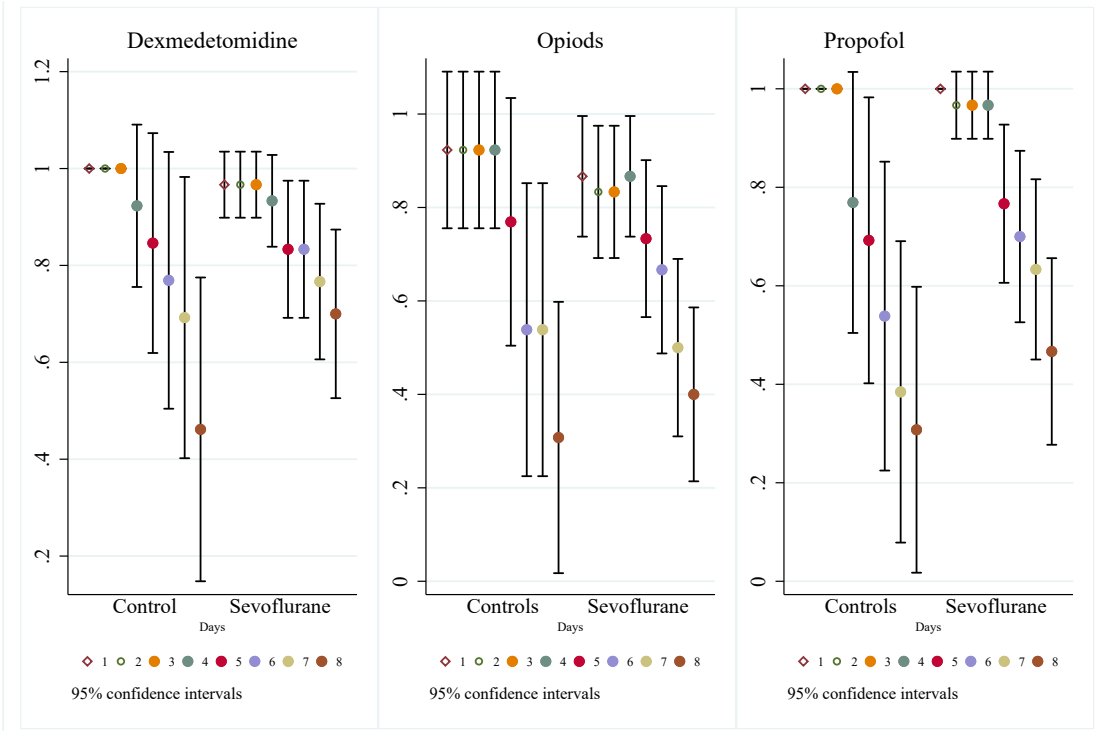 Dexmedetomidine
1.2
1
.8
.6
.4
.2
Control Sevoflurane
Days
1 2 3 4 5 6 7 8
95% confidence intervals
Opiods
1
.8
.6
.4
.2
0
Controls Sevoflurane
Days
1 2 3 4 5 6 7 8
95% confidence intervals
Propofol
1
.8
.6
.4
.2
0
Controls Sevoflurane
Days
1 2 3 4 5 6 7 8
95% confidence intervals